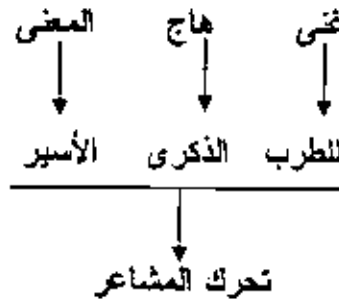 غنى هاج المعنى
للطرب الذكرى الأسير
تحرك المشاعر